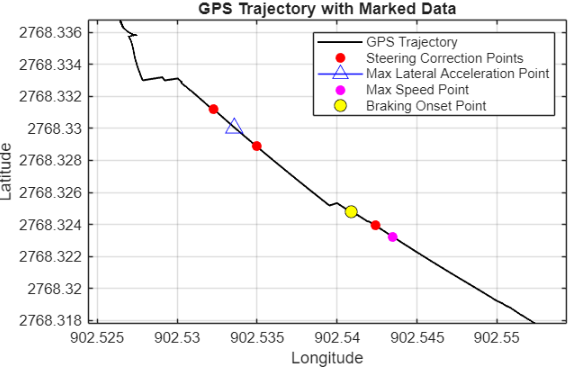 GPS Trajectory with Marked Data
2768.336
2768.334
2768.332
2768.33
2768.328
2768.326
2768.324
2768.322
2768.32
2768.318
Latitude
GPS Trajectory
Steering Correction Points
Max Lateral Acceleration Point
Max Speed Point
Braking Onset Point
902.525 902.53 902.535 902.54 902.545 902.55
Longitude